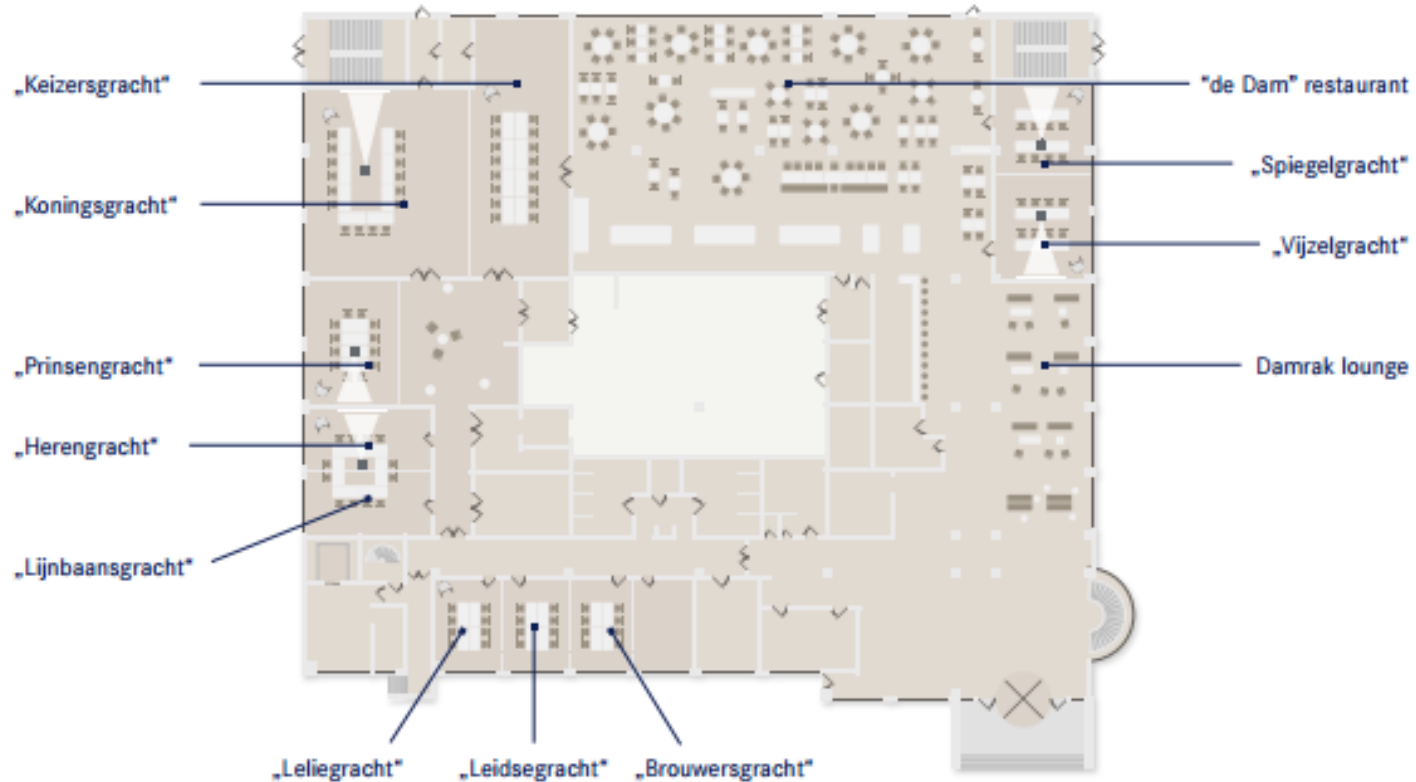 „Keizersgracht“
„Koningsgracht“
„Prinsengracht“
„Herengracht“
„Lijnbaansgracht“
„Leliegracht“
„Leidsegracht“
„Brouwersgracht“
“de Dam” restaurant
„Spiegelgracht“
„Vijzelgracht“
Damrak lounge